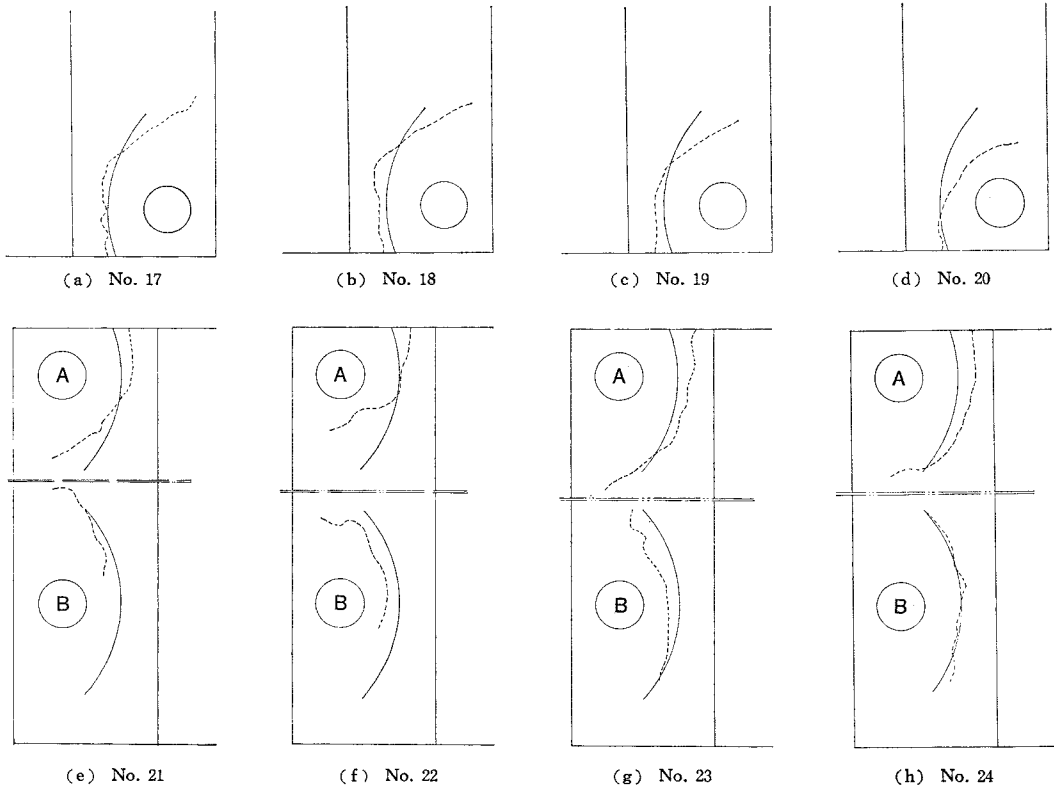 (a) No. 17
(b) No. 18
(c) No. 19
(d) No. 20
A
A
A
A
B
B
B
B
(e) No. 21
(f) No. 22
(g) No. 23
(h) No. 24